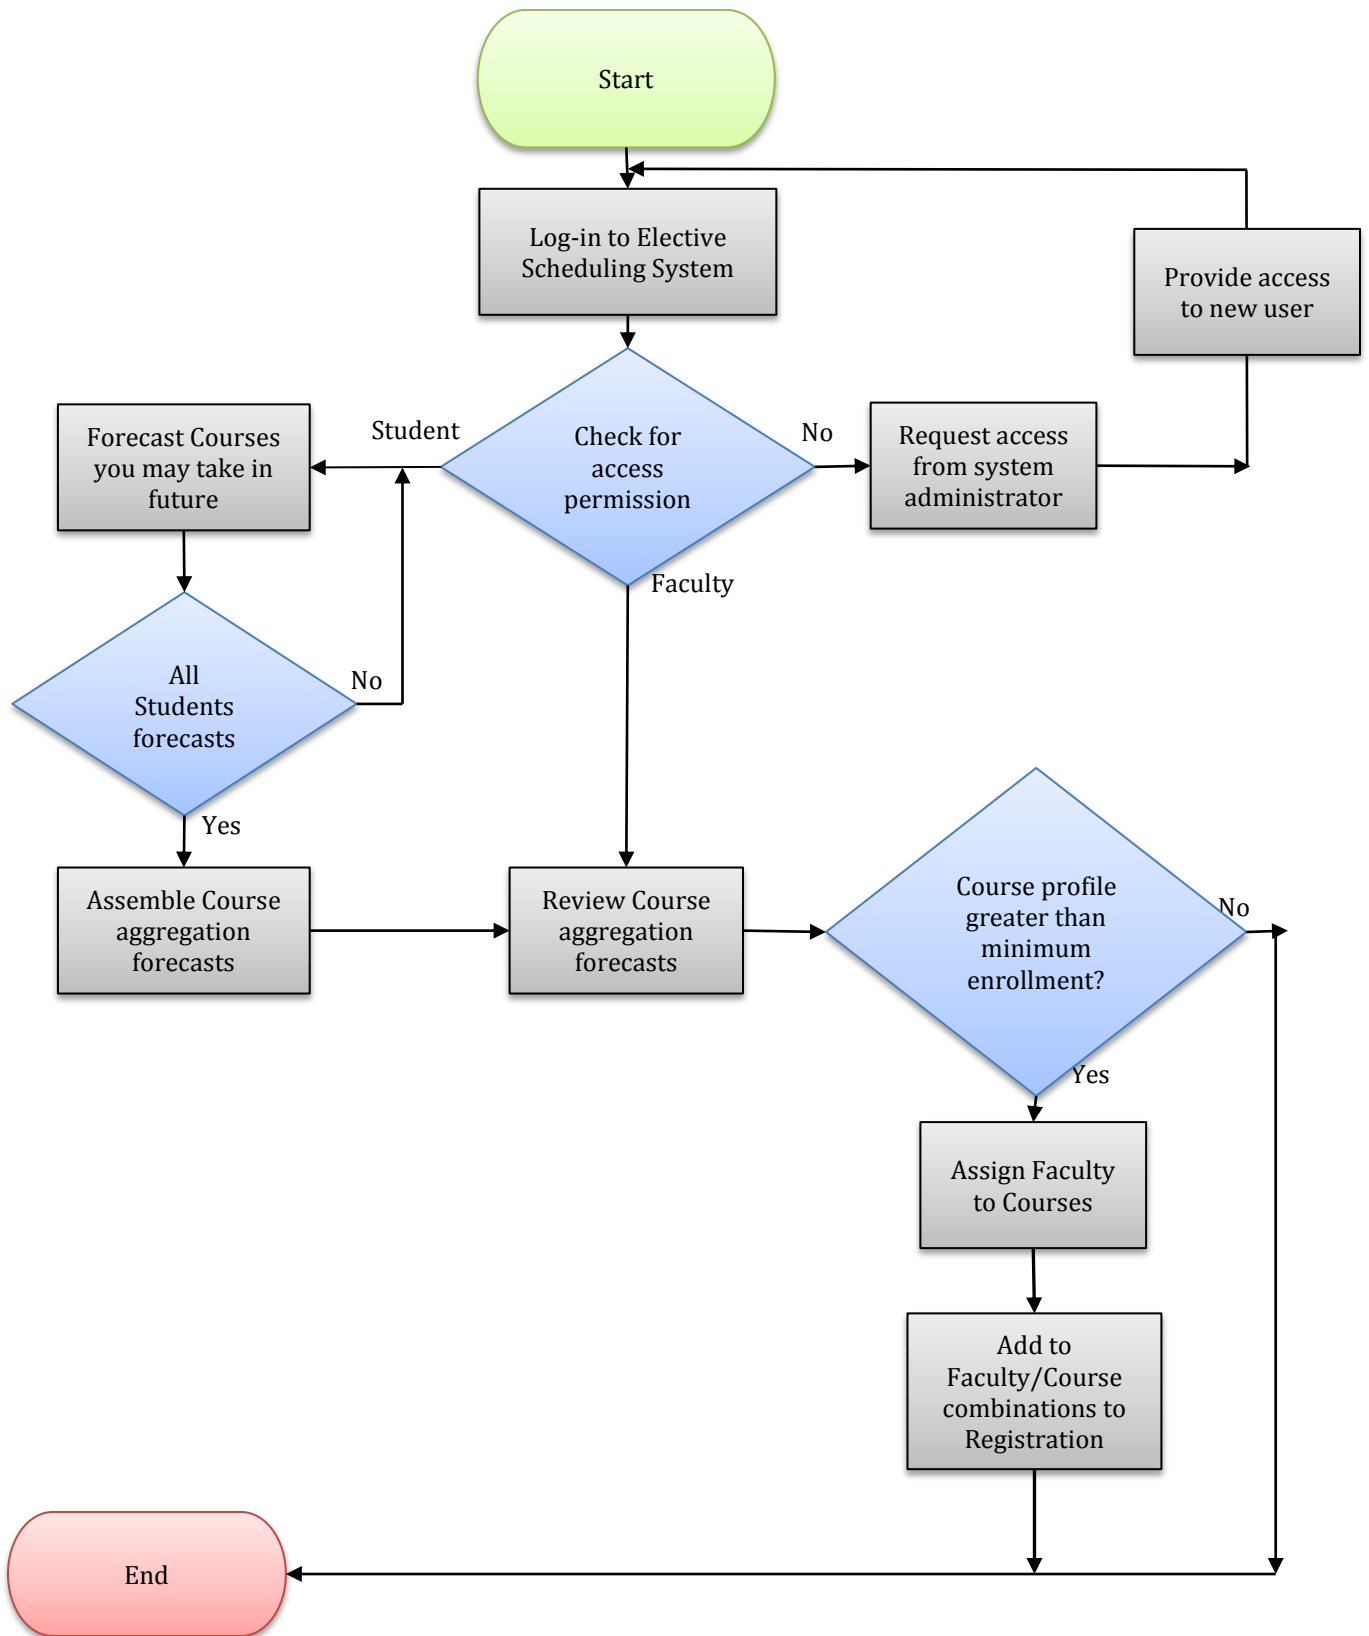 Start
Log-in to Elective
Scheduling System
Provide access
to new user
Student
Forecast Courses
you may take in
future
Check for
access
permission
No
Request access
from system
administrator
Faculty
All
Students
forecasts
No
Yes
Assemble Course
aggregation
forecasts
Review Course
aggregation
forecasts
Course profile
greater than
minimum
enrollment?
No
Yes
Assign Faculty
to Courses
Add to
Faculty/Course
combinations to
Registration
End